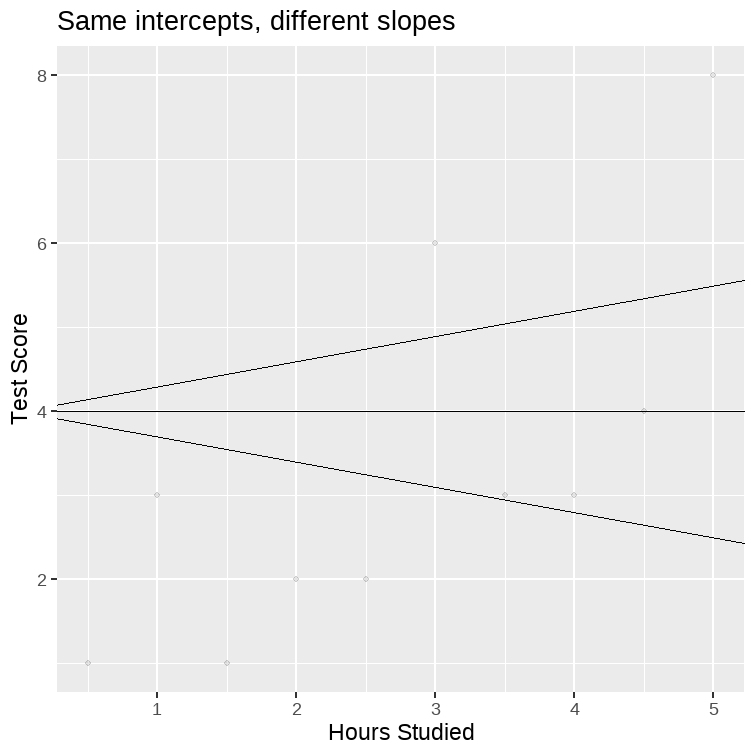 Same intercepts, different slopes
8
6
4
2
Test Score
1 2 3 4 5
Hours Studied